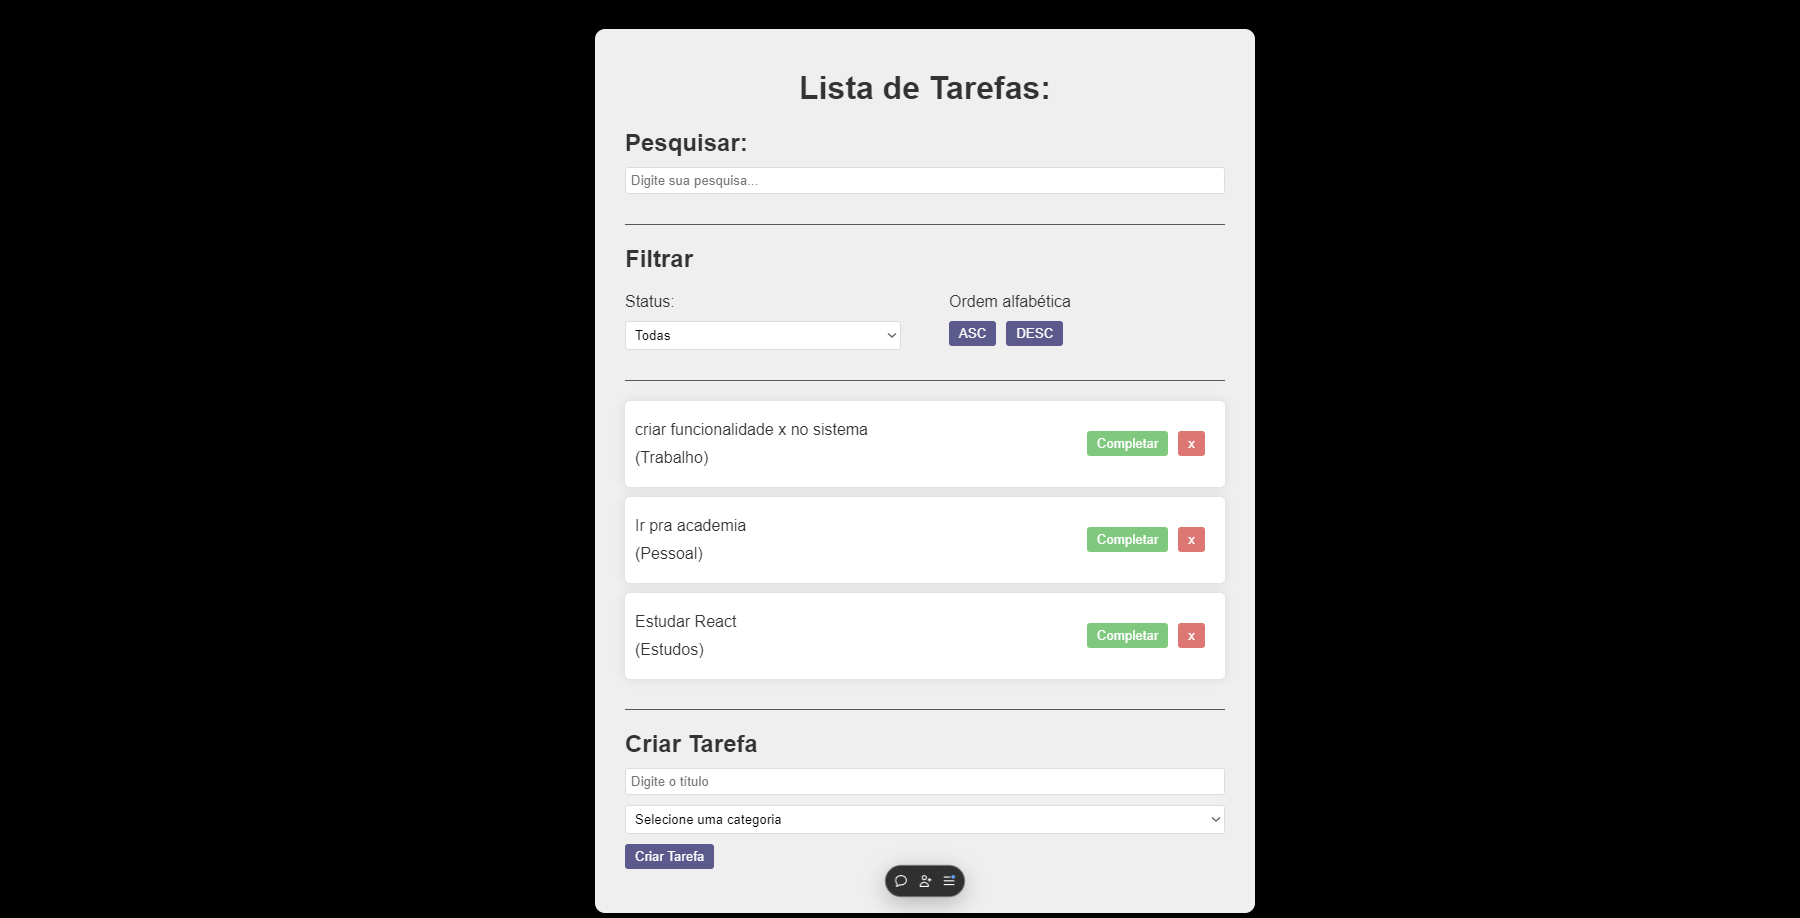 Lista de Tarefas:
Pesquisar:
Digite sua pesquisa...
Filtrar
Status:
Todas
Ordem alfabética
ASC DESC
criar funcionalidade x no sistema
(Trabalho)
Completar x
Ir pra academia
(Pessoal)
Completar x
Estudar React
(Estudos)
Completar x
Criar Tarefa
Digite o título
Selecione uma categoria
Criar Tarefa